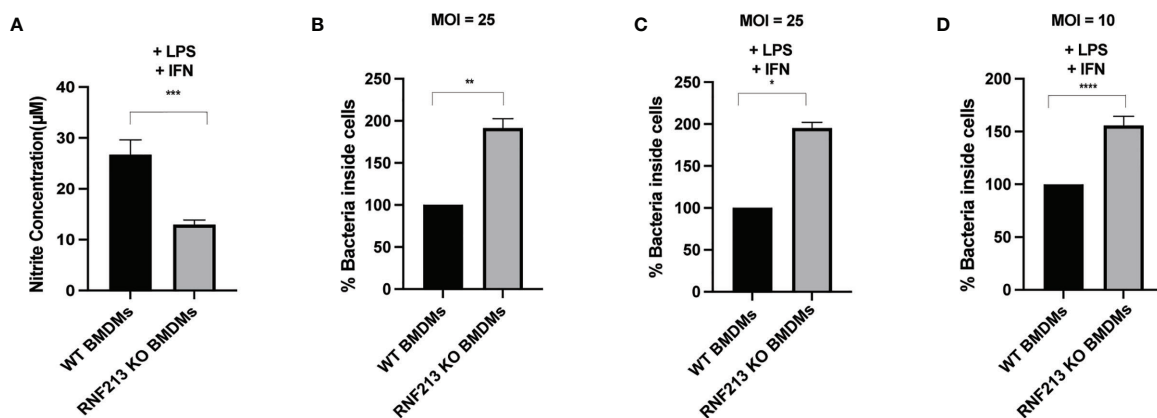 A
+ LPS
+ IFN
***
Nitrite Concentration(µM)
40
30
20
10
0
WT BMDMs
RNF213 KO BMDMs
B
MOI = 25
**
% Bacteria inside cells
250
200
150
100
50
0
WT BMDMs
RNF213 KO BMDMs
C
MOI = 25
+ LPS
+ IFN
*
% Bacteria inside cells
250
200
150
100
50
0
WT BMDMs
RNF213 KO BMDMs
D
MOI = 10
+ LPS
+ IFN
****
% Bacteria inside cells
200
150
100
50
0
WT BMDMs
RNF213 KO BMDMs